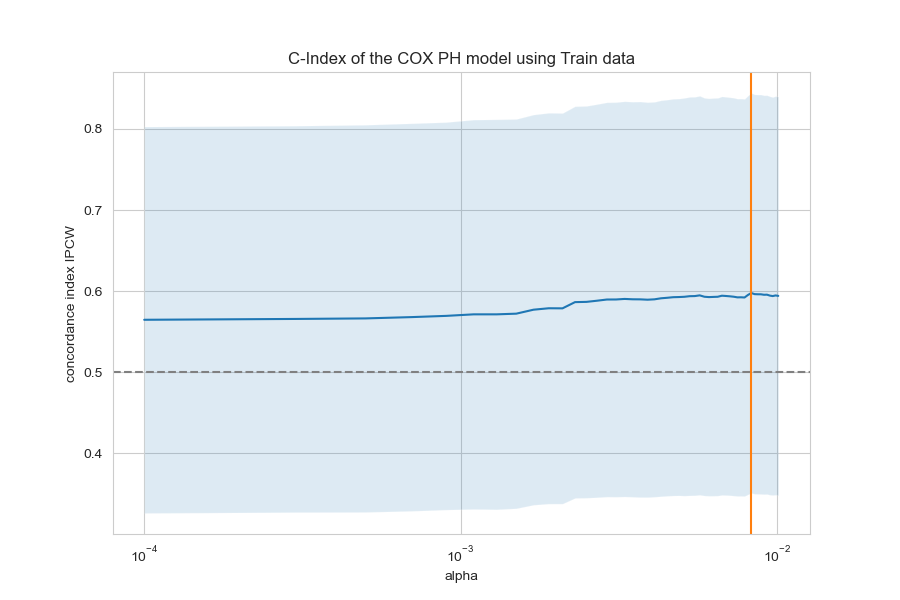 C-Index of the COX PH model using Train data
concordance index IPCW
0.8
0.7
0.6
0.5
0.4
10⁻⁴ 10⁻³ 10⁻²
alpha